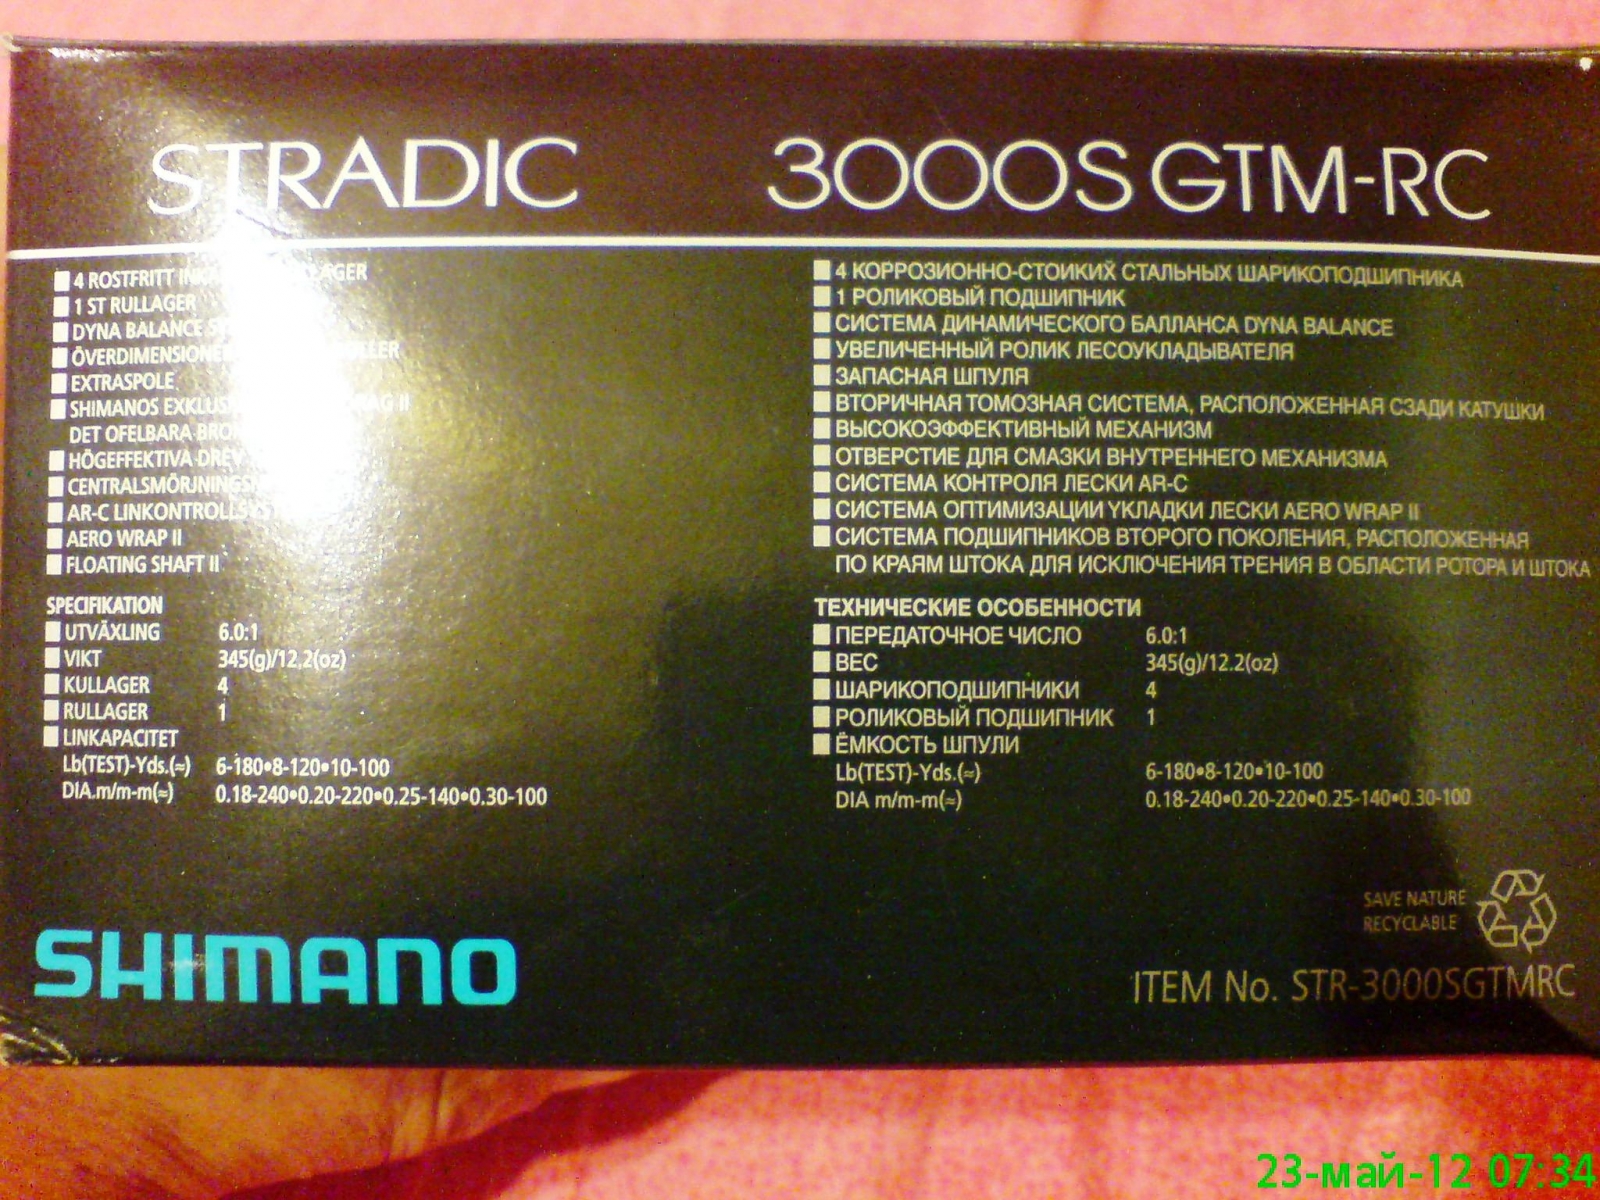 STRADIC 3000S GTM-RC
4 ROSTFRITT
1 ST RULLAGER
DYNA BALANCE
EXTRASPOLE
SHIMANOS II
DET OFELBARA
HÖGEFFEKTIVA DREV
AR-C
AERO WRAP II
FLOATING SHAFT II
SPECIFIKATION
UTVÄXLING 6.0:1
VIKT 345(g)/12.2(oz)
KULLAGER 4
RULLAGER 1
LINKAPACITET
Lb(TEST)-Yds.(≈) 6-180•8-120•10-100
DIA.m/m-m(≈) 0.18-240•0.20-220•0.25-140•0.30-100
4 КОРРОЗИОННО-СТОИКИХ СТАЛЬНЫХ ШАРИКОПОДШИПНИКА
1 РОЛИКОВЫЙ ПОДШИПНИК
СИСТЕМА ДИНАМИЧЕСКОГО БАЛЛАНСА DYNA BALANCE
УВЕЛИЧЕННЫЙ РОЛИК ЛЕСОУКЛАДЫВАТЕЛЯ
ЗАПАСНАЯ ШПУЛЯ
ВТОРИЧНАЯ ТОМОЗНАЯ СИСТЕМА, РАСПОЛОЖЕННАЯ СЗАДИ КАТУШКИ
ВЫСОКОЭФФЕКТИВНЫЙ МЕХАНИЗМ
ОТВЕРСТИЕ ДЛЯ СМАЗКИ ВНУТРЕННЕГО МЕХАНИЗМА
СИСТЕМА КОНТРОЛЯ ЛЕСКИ AR-C
СИСТЕМА ОПТИМИЗАЦИИ УКЛАДКИ ЛЕСКИ AERO WRAP II
СИСТЕМА ПОДШИПНИКОВ ВТОРОГО ПОКОЛЕНИЯ, РАСПОЛОЖЕННАЯ
ПО КРАЯМ ШТОКА ДЛЯ ИСКЛЮЧЕНИЯ ТРЕНИЯ В ОБЛАСТИ РОТОРА И ШТОКА
ТЕХНИЧЕСКИЕ ОСОБЕННОСТИ
ПЕРЕДАТОЧНОЕ ЧИСЛО 6.0:1
ВЕС 345(g)/12.2(oz)
ШАРИКОПОДШИПНИКИ 4
РОЛИКОВЫЙ ПОДШИПНИК 1
ЁМКОСТЬ ШПУЛИ
Lb(TEST)-Yds.(≈) 6-180•8-120•10-100
DIA m/m-m(≈) 0.18-240•0.20-220•0.25-140•0.30-100
SAVE NATURE
RECYCLABLE
SHIMANO
ITEM No. STR-3000SGTMRC
23-май-12 07:34